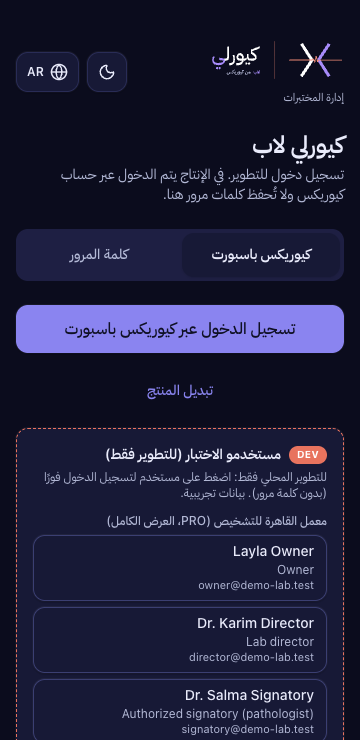 AR
كيورلي
لاب من كيوريكس
إدارة المختبرات
كيورلي لاب
تسجيل دخول للتطوير. في الإنتاج يتم الدخول عبر حساب
كيوريكس ولا تُحفظ كلمات مرور هنا.
كيوريكس باسبورت
كلمة المرور
تسجيل الدخول عبر كيوريكس باسبورت
تبديل المنتج
DEV مستخدمو الاختبار (للتطوير فقط)
للتطوير المحلي فقط: اضغط على مستخدم لتسجيل الدخول فورًا
(بدون كلمة مرور). بيانات تجريبية.
معمل القاهرة للتشخيص (PRO، العرض الكامل)
Layla Owner
Owner
owner@demo-lab.test
Dr. Karim Director
Lab director
director@demo-lab.test
Dr. Salma Signatory
Authorized signatory (pathologist)
signatory@demo-lab.test